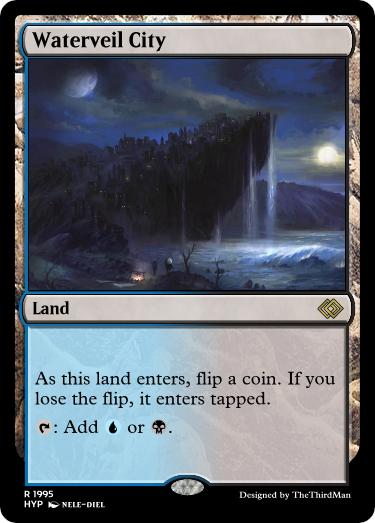 Waterveil City
Land
As this land enters, flip a coin. If you
lose the flip, it enters tapped.
: Add or .
R 1995
HYP NELE-DIEL
Designed by TheThirdMan